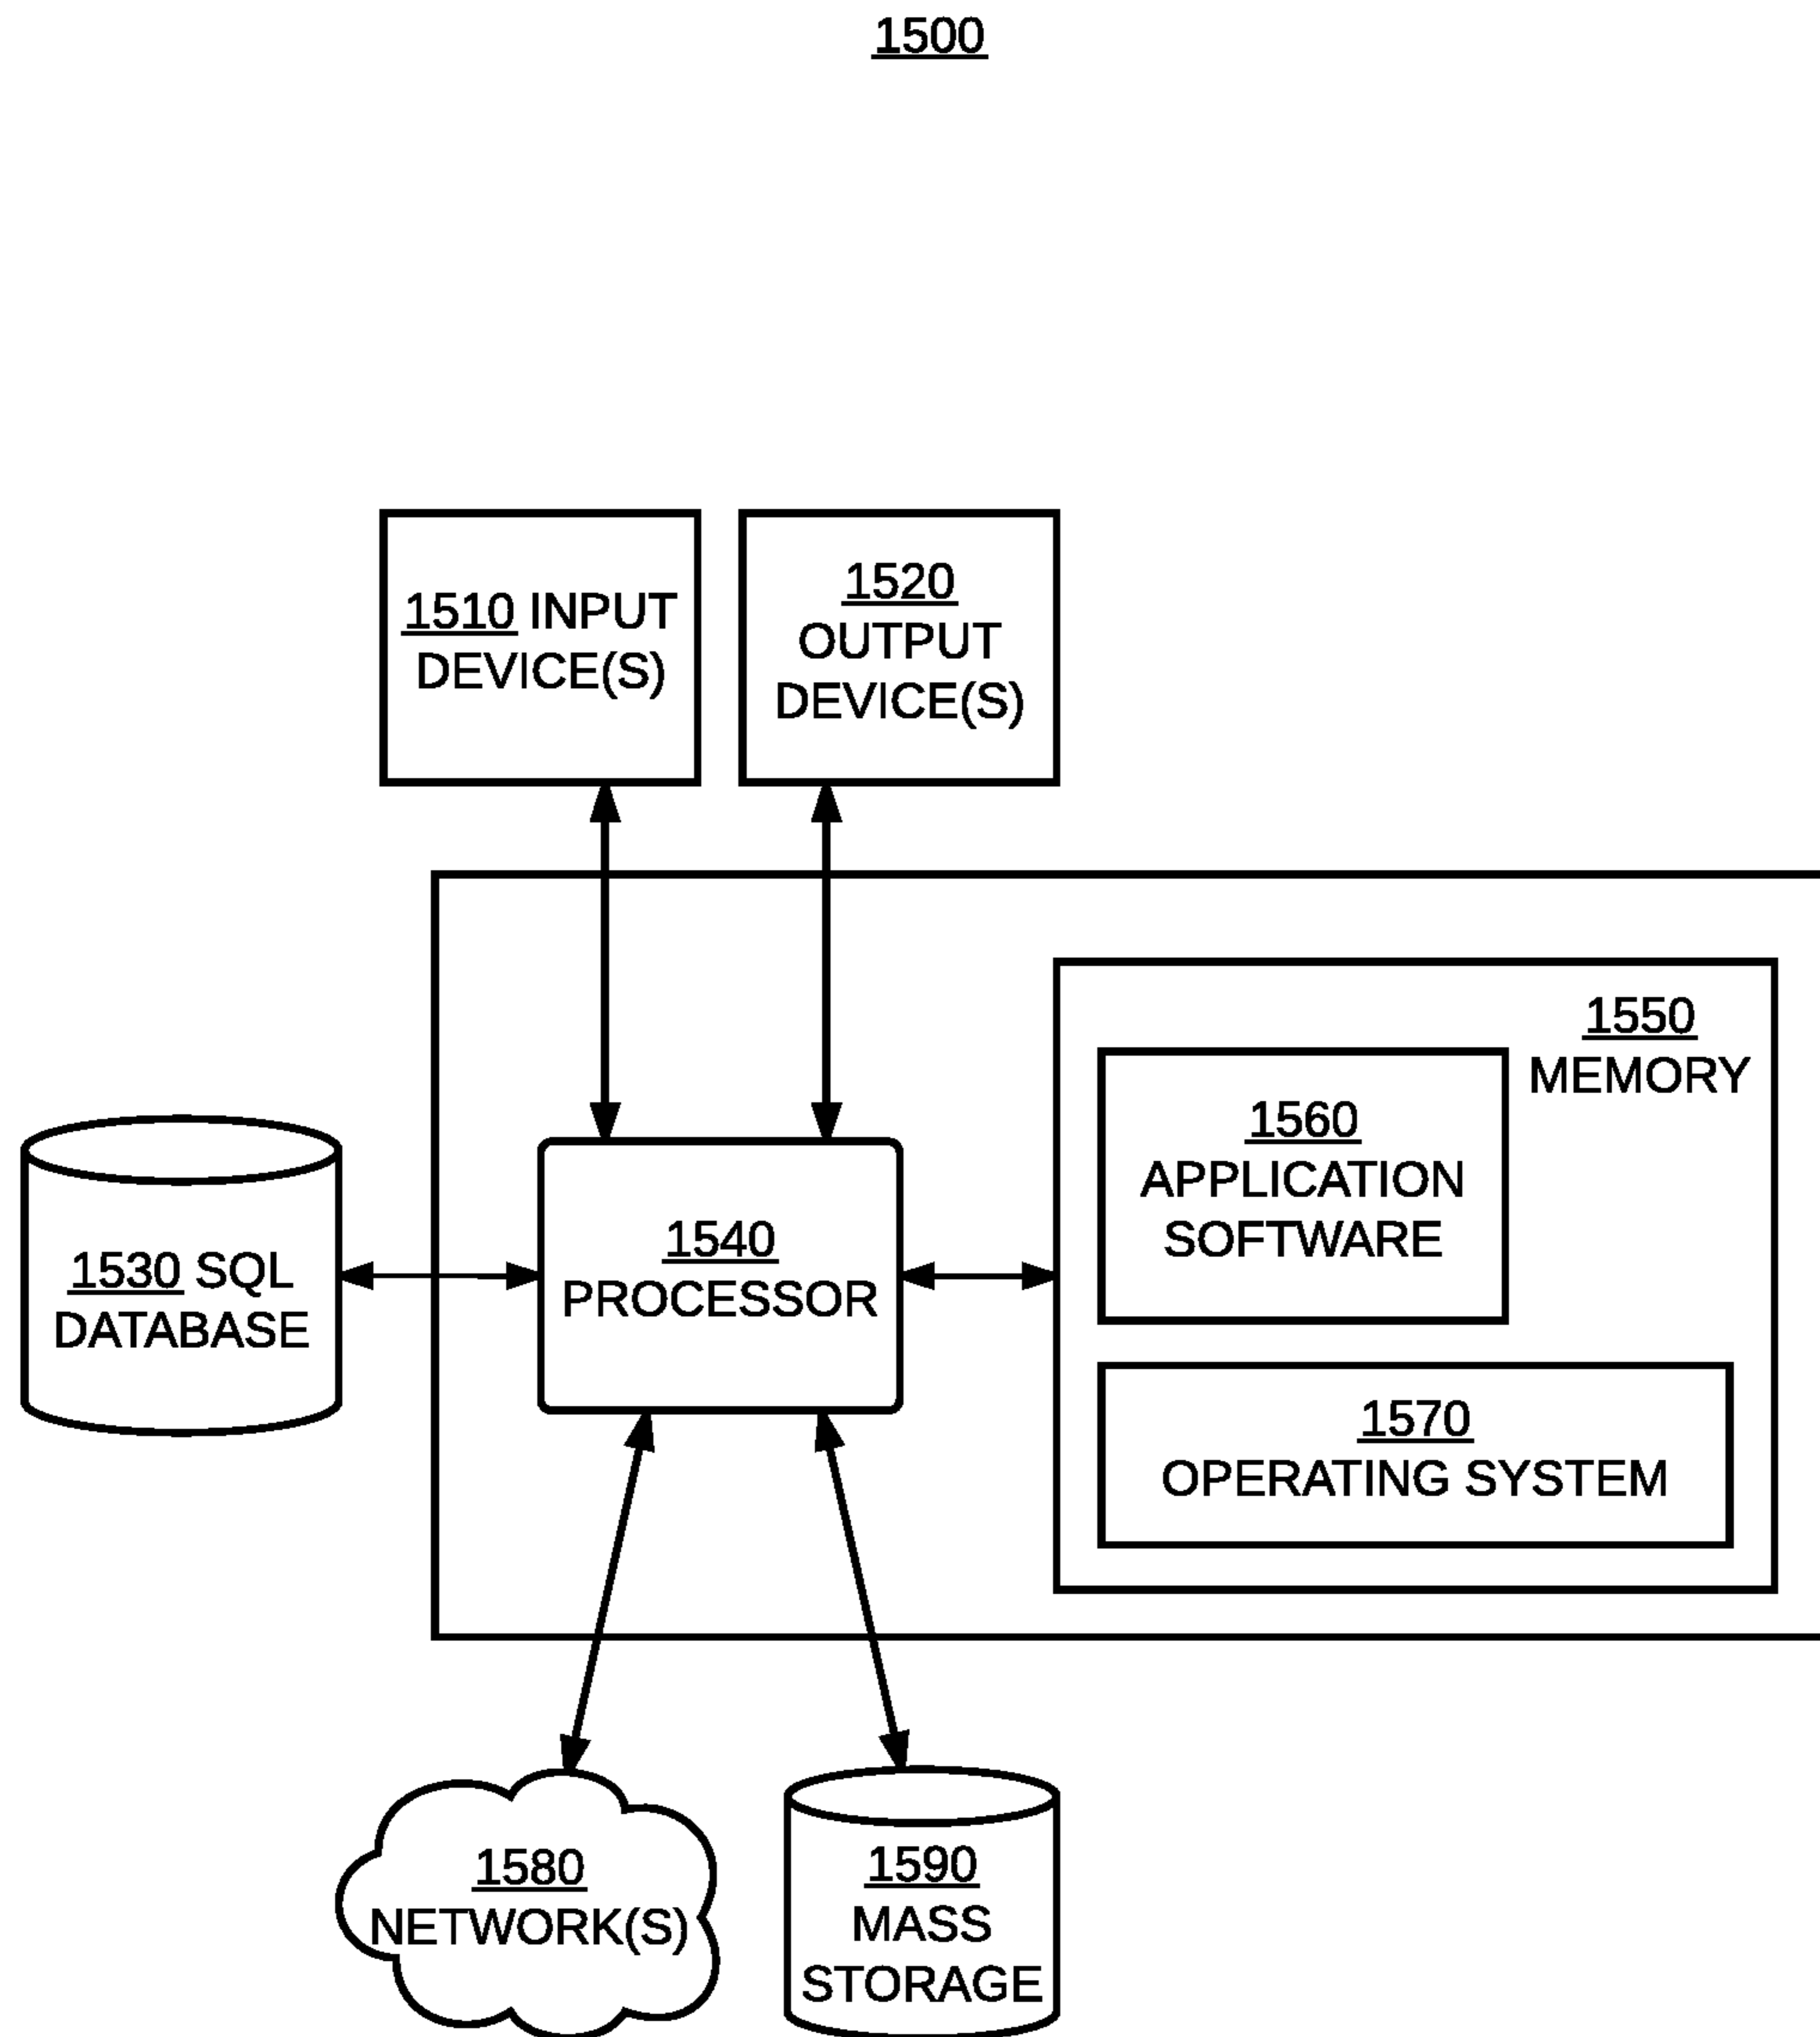 1500
1510 INPUT
DEVICE(S)
1520
OUTPUT
DEVICE(S)
1550
MEMORY
1560
APPLICATION
SOFTWARE
1530 SQL
DATABASE
1540
PROCESSOR
1570
OPERATING SYSTEM
1580
NETWORK(S)
1590
MASS
STORAGE